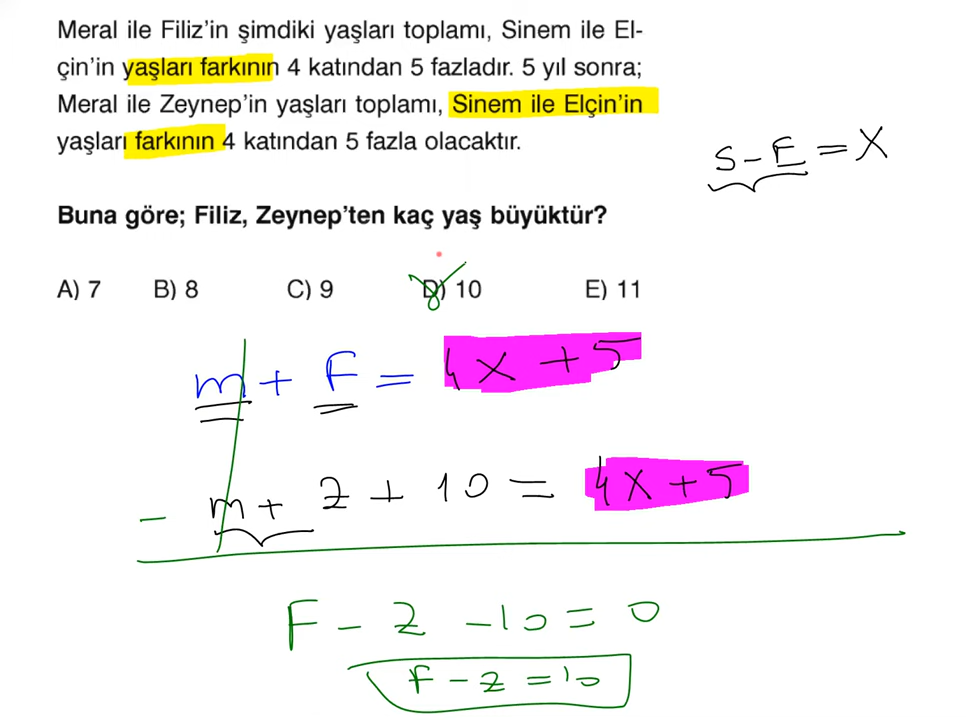 Meral ile Filiz'in şimdiki yaşları toplamı, Sinem ile El-
çin'in yaşları farkının 4 katından 5 fazladır. 5 yıl sonra;
Meral ile Zeynep'in yaşları toplamı, Sinem ile Elçin'in
yaşları farkının 4 katından 5 fazla olacaktır.
S - E = X
Buna göre; Filiz, Zeynep'ten kaç yaş büyüktür?
A) 7 B) 8 C) 9 D) 10 E) 11
m + F = 4x + 5
- m + z + 10 = 4x + 5
F - z - 10 = 0
F - z = 10